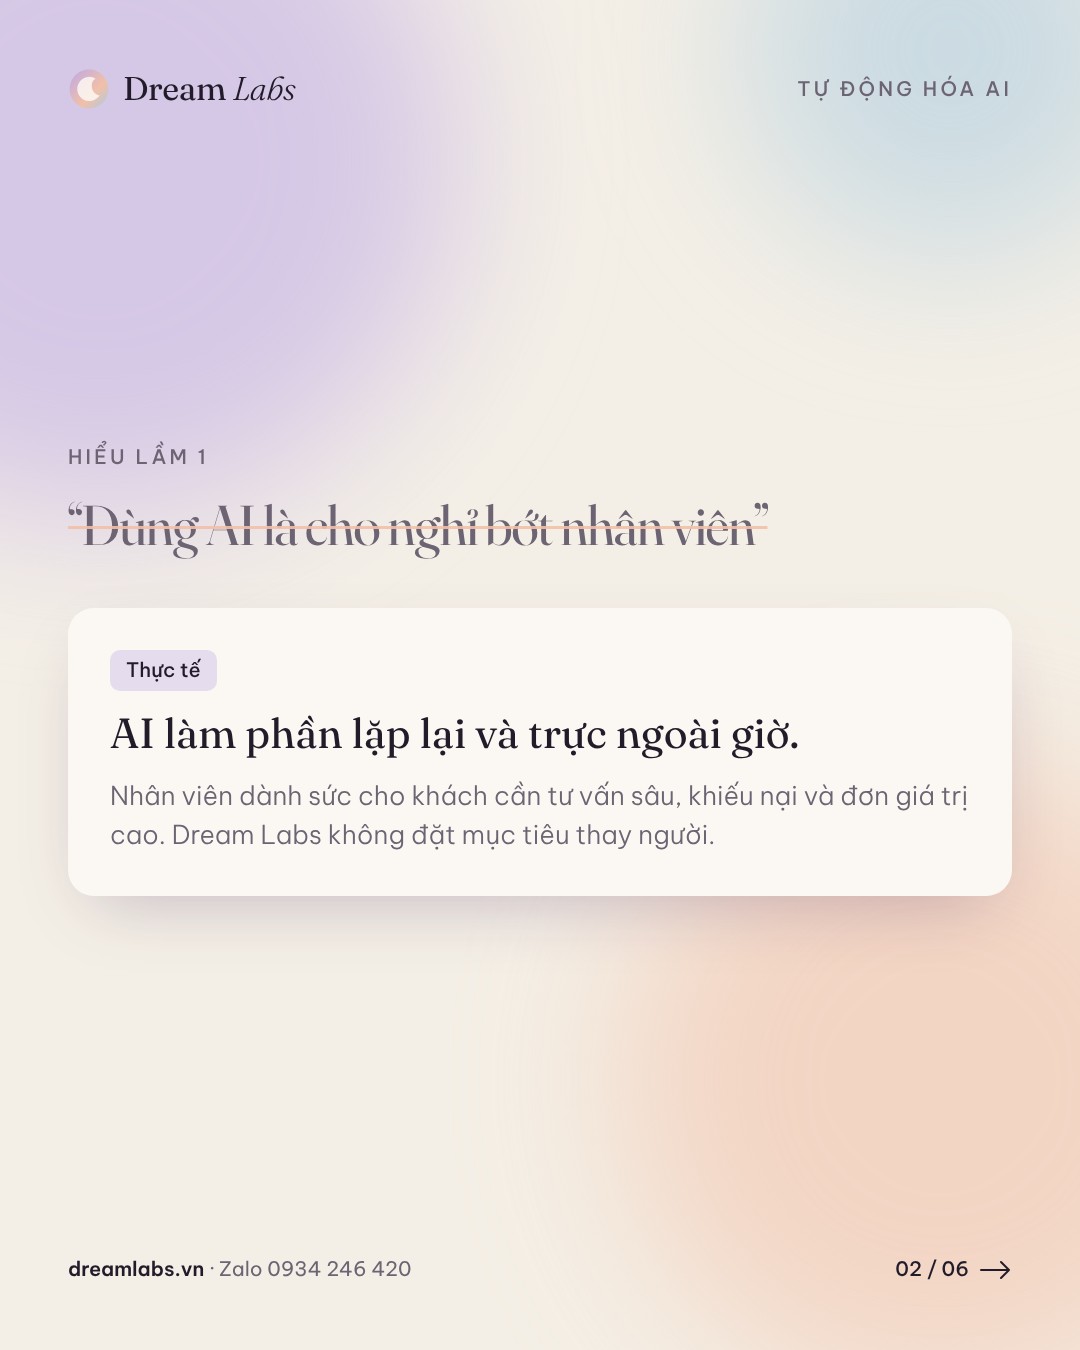 Dream Labs
TỰ ĐỘNG HÓA AI
HIỂU LẦM 1
“Dùng AI là cho nghỉ bớt nhân viên”
Thực tế
AI làm phần lặp lại và trực ngoài giờ.
Nhân viên dành sức cho khách cần tư vấn sâu, khiếu nại và đơn giá trị
cao. Dream Labs không đặt mục tiêu thay người.
dreamlabs.vn · Zalo 0934 246 420
02 / 06 →